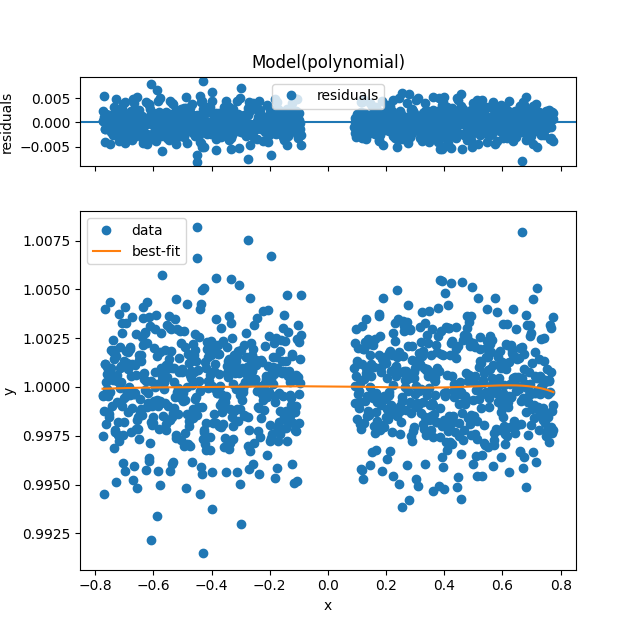 Model(polynomial)
residuals
0.005
0.000
−0.005
residuals
data
best-fit
1.0075
1.0050
1.0025
1.0000
0.9975
0.9950
0.9925
y
−0.8 −0.6 −0.4 −0.2 0.0 0.2 0.4 0.6 0.8
x